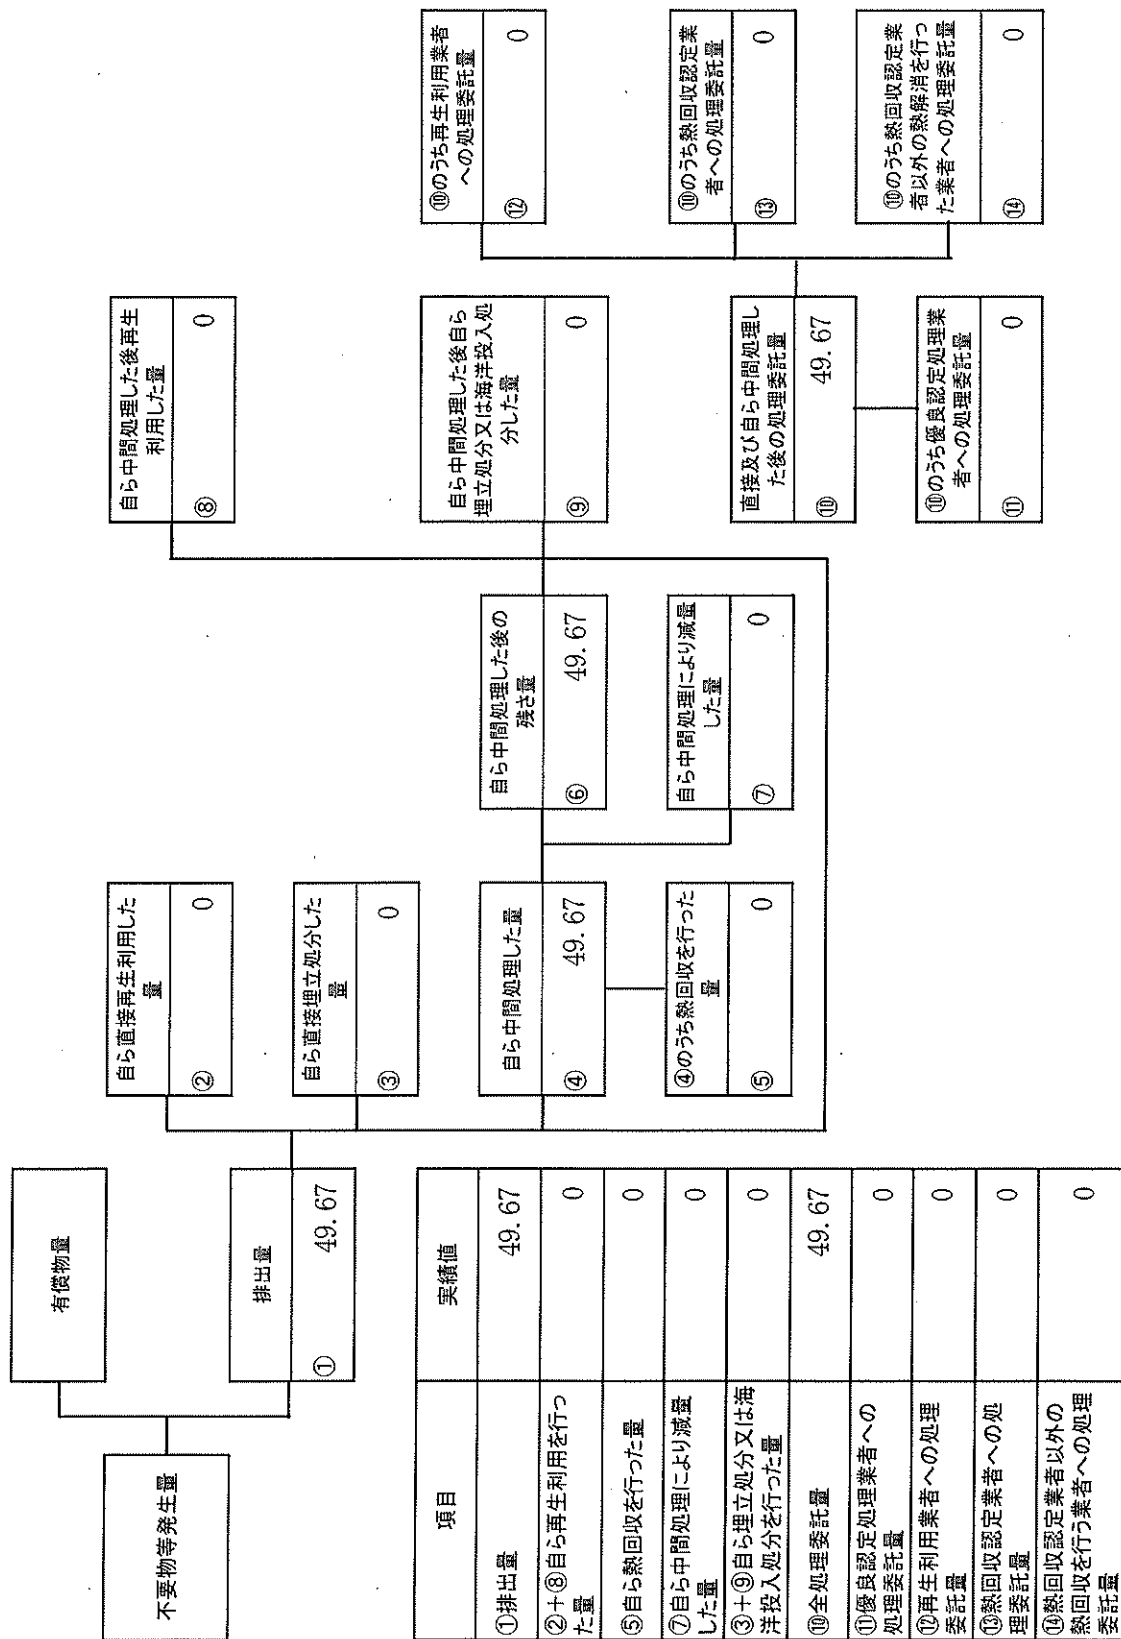 不要物等発生量
有償物量
排出量
① 49.67
自ら直接再生利用した
量
② 0
自ら直接埋立処分した
量
③ 0
自ら中間処理した量
④ 49.67
④のうち熱回収を行った
量
⑤ 0
自ら中間処理した後の
残さ量
⑥ 49.67
自ら中間処理により減量
した量
⑦ 0
自ら中間処理した後再生
利用した量
⑧ 0
自ら中間処理した後自ら
埋立処分又は海洋投入処
分した量
⑨ 0
直接及び自ら中間処理し
た後の処理委託量
⑩ 49.67
⑩のうち優良認定処理業
者への処理委託量
⑪ 0
⑩のうち再生利用業者
への処理委託量
⑫ 0
⑩のうち熱回収認定業
者への処理委託量
⑬ 0
⑩のうち熱回収認定業
者以外の熱解消を行っ
た業者への処理委託量
⑭ 0
項目 実績値
①排出量 49.67
②+⑧自ら再生利用を行っ
た量 0
⑤自ら熱回収を行った量 0
⑦自ら中間処理により減量
した量 0
③+⑨自ら埋立処分又は海
洋投入処分を行った量 0
⑩全処理委託量 49.67
⑪優良認定処理業者への
処理委託量 0
⑫再生利用業者への処理
委託量 0
⑬熱回収認定業者への処
理委託量 0
⑭熱回収認定業者以外の
熱回収を行う業者への処理
委託量 0